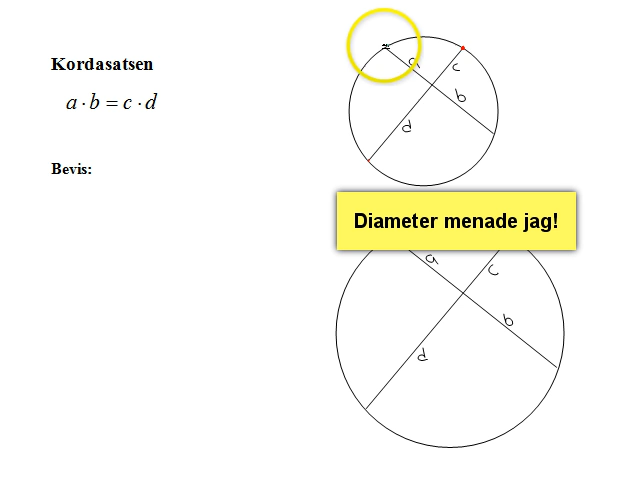 Kordasatsen
a · b = c · d
Bevis:
a
c
b
d
Diameter menade jag!
a
c
b
d